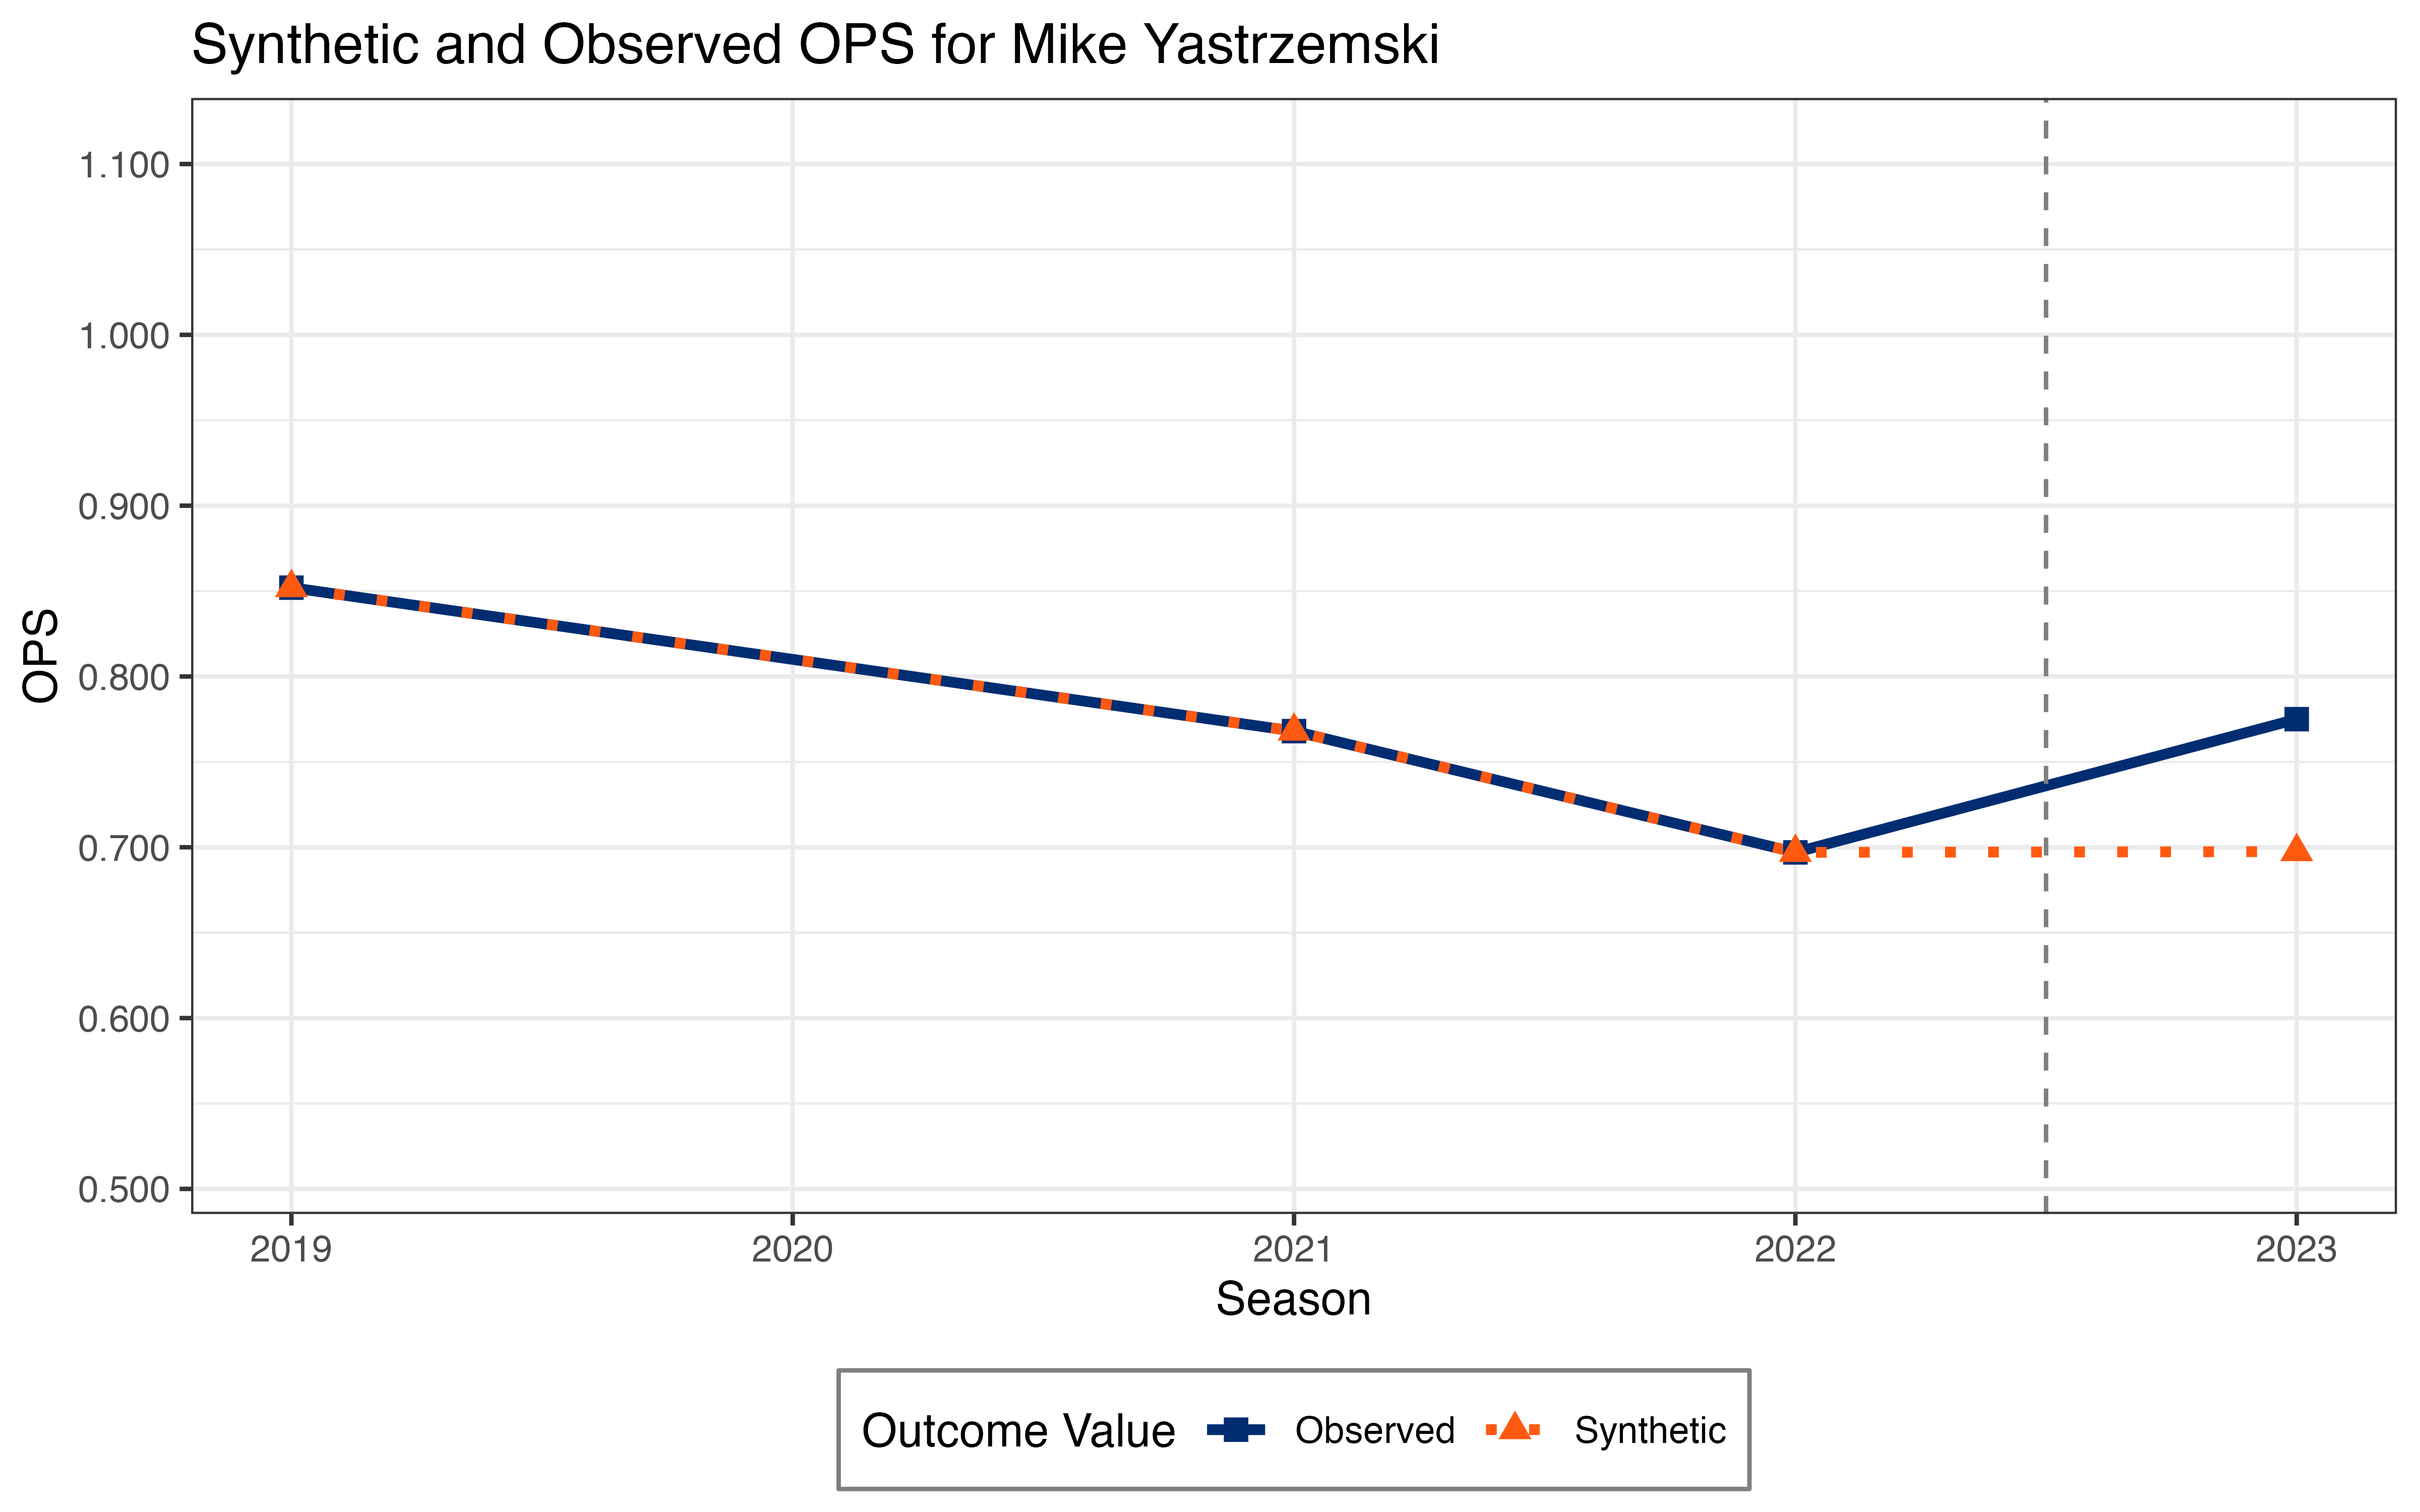 Synthetic and Observed OPS for Mike Yastrzemski
1.100
1.000
0.900
0.800
0.700
0.600
0.500
OPS
2019 2020 2021 2022 2023
Season
Outcome Value Observed Synthetic